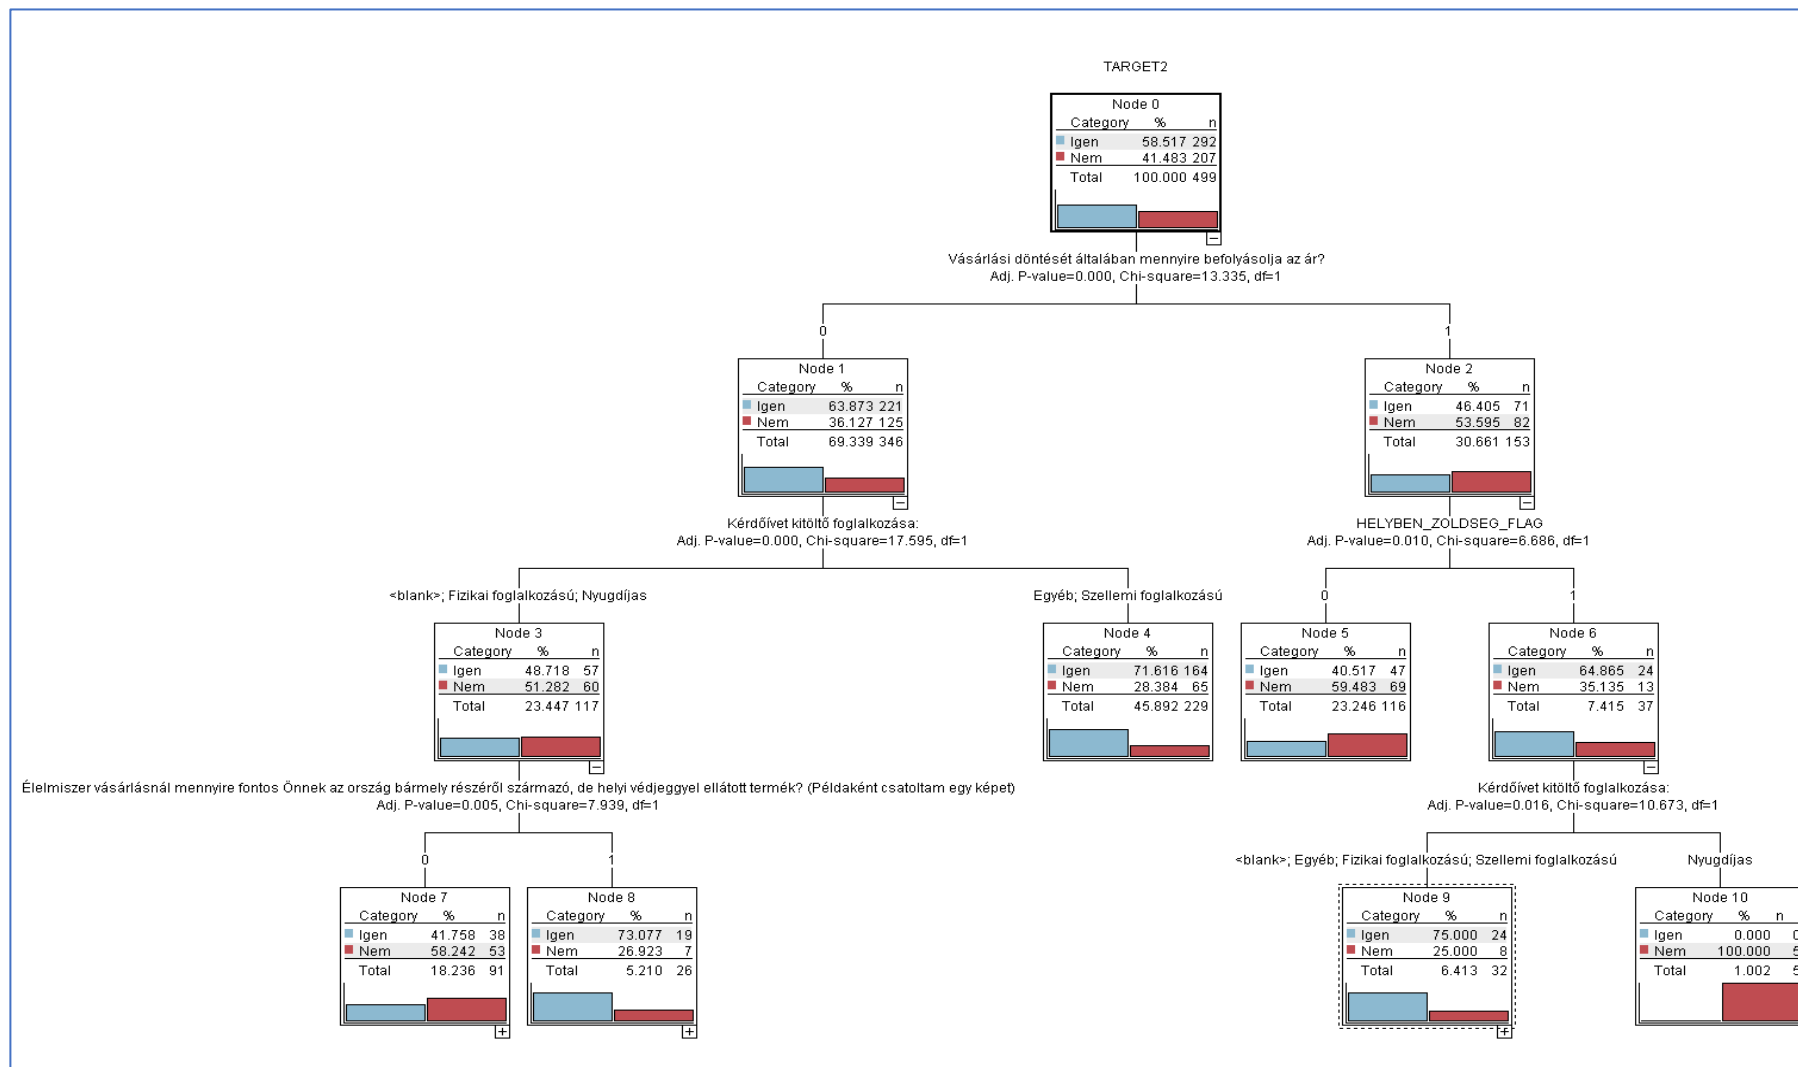 TARGET2
Node 0
Category % n
Igen 58.517 292
Nem 41.483 207
Total 100.000 499
Vásárlási döntését általában mennyire befolyásolja az ár?
Adj. P-value=0.000, Chi-square=13.335, df=1
0
1
Node 1
Category % n
Igen 63.873 221
Nem 36.127 125
Total 69.339 346
Node 2
Category % n
Igen 46.405 71
Nem 53.595 82
Total 30.661 153
Kérdőívet kitöltő foglalkozása:
Adj. P-value=0.000, Chi-square=17.595, df=1
HELYBEN_ZOLDSEG_FLAG
Adj. P-value=0.010, Chi-square=6.686, df=1
<blank>; Fizikai foglalkozású; Nyugdíjas
Egyéb; Szellemi foglalkozású
0
1
Node 3
Category % n
Igen 48.718 57
Nem 51.282 60
Total 23.447 117
Node 4
Category % n
Igen 71.616 164
Nem 28.384 65
Total 45.892 229
Node 5
Category % n
Igen 40.517 47
Nem 59.483 69
Total 23.246 116
Node 6
Category % n
Igen 64.865 24
Nem 35.135 13
Total 7.415 37
Élelmiszer vásárlásnál mennyire fontos Önnek az ország bármely részéről származó, de helyi védjeggyel ellátott termék? (Példaként csatoltam egy képet)
Adj. P-value=0.005, Chi-square=7.939, df=1
Kérdőívet kitöltő foglalkozása:
Adj. P-value=0.016, Chi-square=10.673, df=1
0
1
<blank>; Egyéb; Fizikai foglalkozású; Szellemi foglalkozású
Nyugdíjas
Node 7
Category % n
Igen 41.758 38
Nem 58.242 53
Total 18.236 91
Node 8
Category % n
Igen 73.077 19
Nem 26.923 7
Total 5.210 26
Node 9
Category % n
Igen 75.000 24
Nem 25.000 8
Total 6.413 32
Node 10
Category % n
Igen 0.000 0
Nem 100.000 5
Total 1.002 5